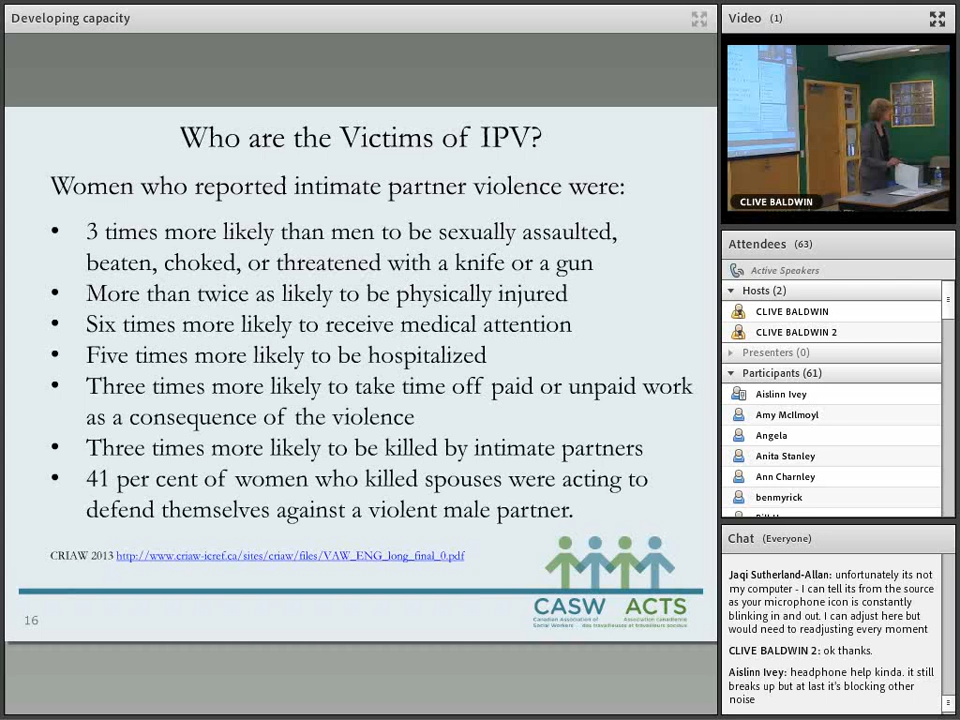 Developing capacity
Who are the Victims of IPV?
Women who reported intimate partner violence were:
• 3 times more likely than men to be sexually assaulted,
beaten, choked, or threatened with a knife or a gun
• More than twice as likely to be physically injured
• Six times more likely to receive medical attention
• Five times more likely to be hospitalized
• Three times more likely to take time off paid or unpaid work
as a consequence of the violence
• Three times more likely to be killed by intimate partners
• 41 per cent of women who killed spouses were acting to
defend themselves against a violent male partner.
CRIAW 2013 http://www.criaw-icref.ca/sites/criaw/files/VAW_ENG_long_final_0.pdf
16
CASW ACTS
Canadian Association of
Social Workers
Association canadienne
des travailleuses et travailleurs sociaux
Video (1)
CLIVE BALDWIN
Attendees (63)
Active Speakers
Hosts (2)
CLIVE BALDWIN
CLIVE BALDWIN 2
Presenters (0)
Participants (61)
Aislinn Ivey
Amy McIlmoyl
Angela
Anita Stanley
Ann Charnley
benmyrick
Chat (Everyone)
Jaqi Sutherland-Allan: unfortunately its not
my computer - I can tell its from the source
as your microphone icon is constantly
blinking in and out. I can adjust here but
would need to readjusting every moment
CLIVE BALDWIN 2: ok thanks.
Aislinn Ivey: headphone help kinda. it still
breaks up but at last it's blocking other
noise